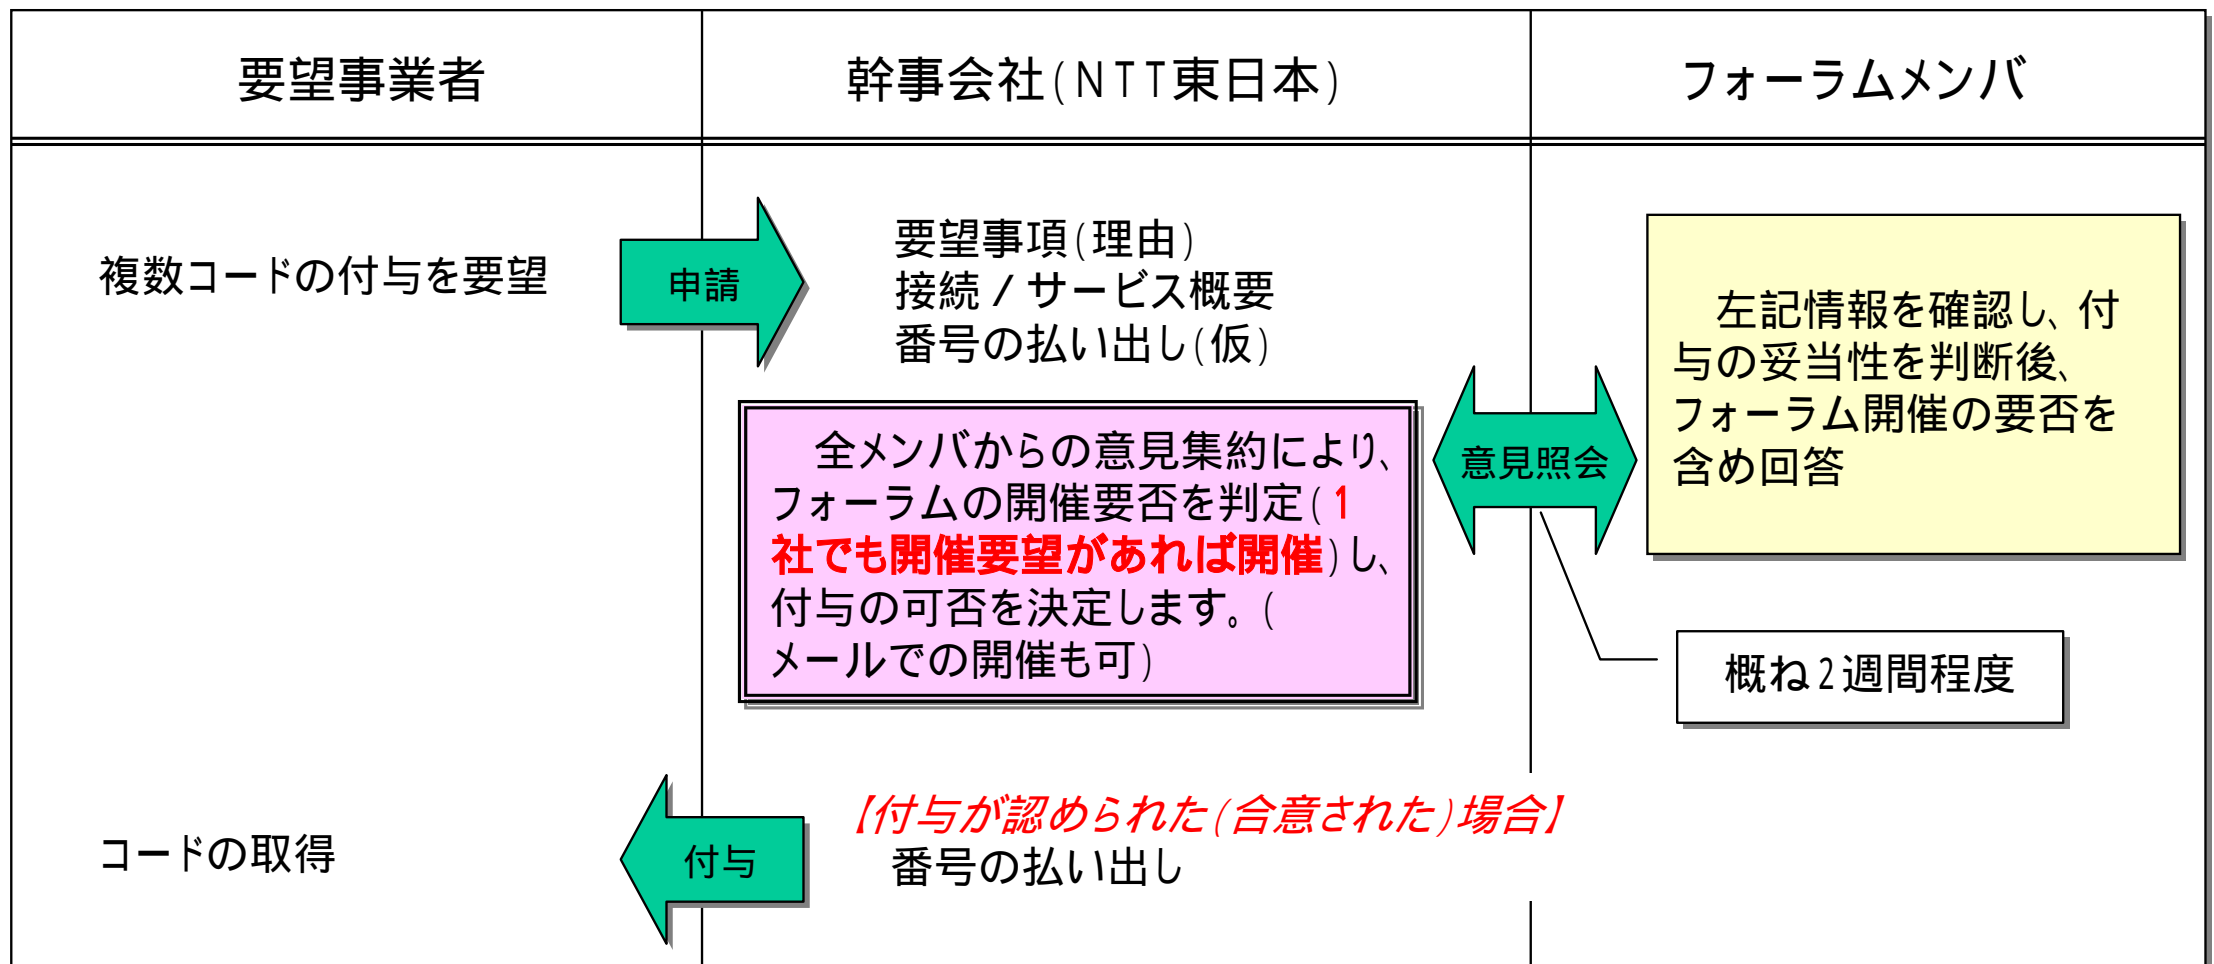 要望事業者
幹事会社(NTT東日本)
フォーラムメンバ
複数コードの付与を要望
申請
要望事項(理由)
接続／サービス概要
番号の払い出し(仮)
左記情報を確認し、付
与の妥当性を判断後、
フォーラム開催の要否を
含め回答
意見照会
全メンバからの意見集約により、
フォーラムの開催要否を判定(1
社でも開催要望があれば開催)し、
付与の可否を決定します。(
メールでの開催も可)
概ね2週間程度
コードの取得
付与
【付与が認められた(合意された)場合】
番号の払い出し